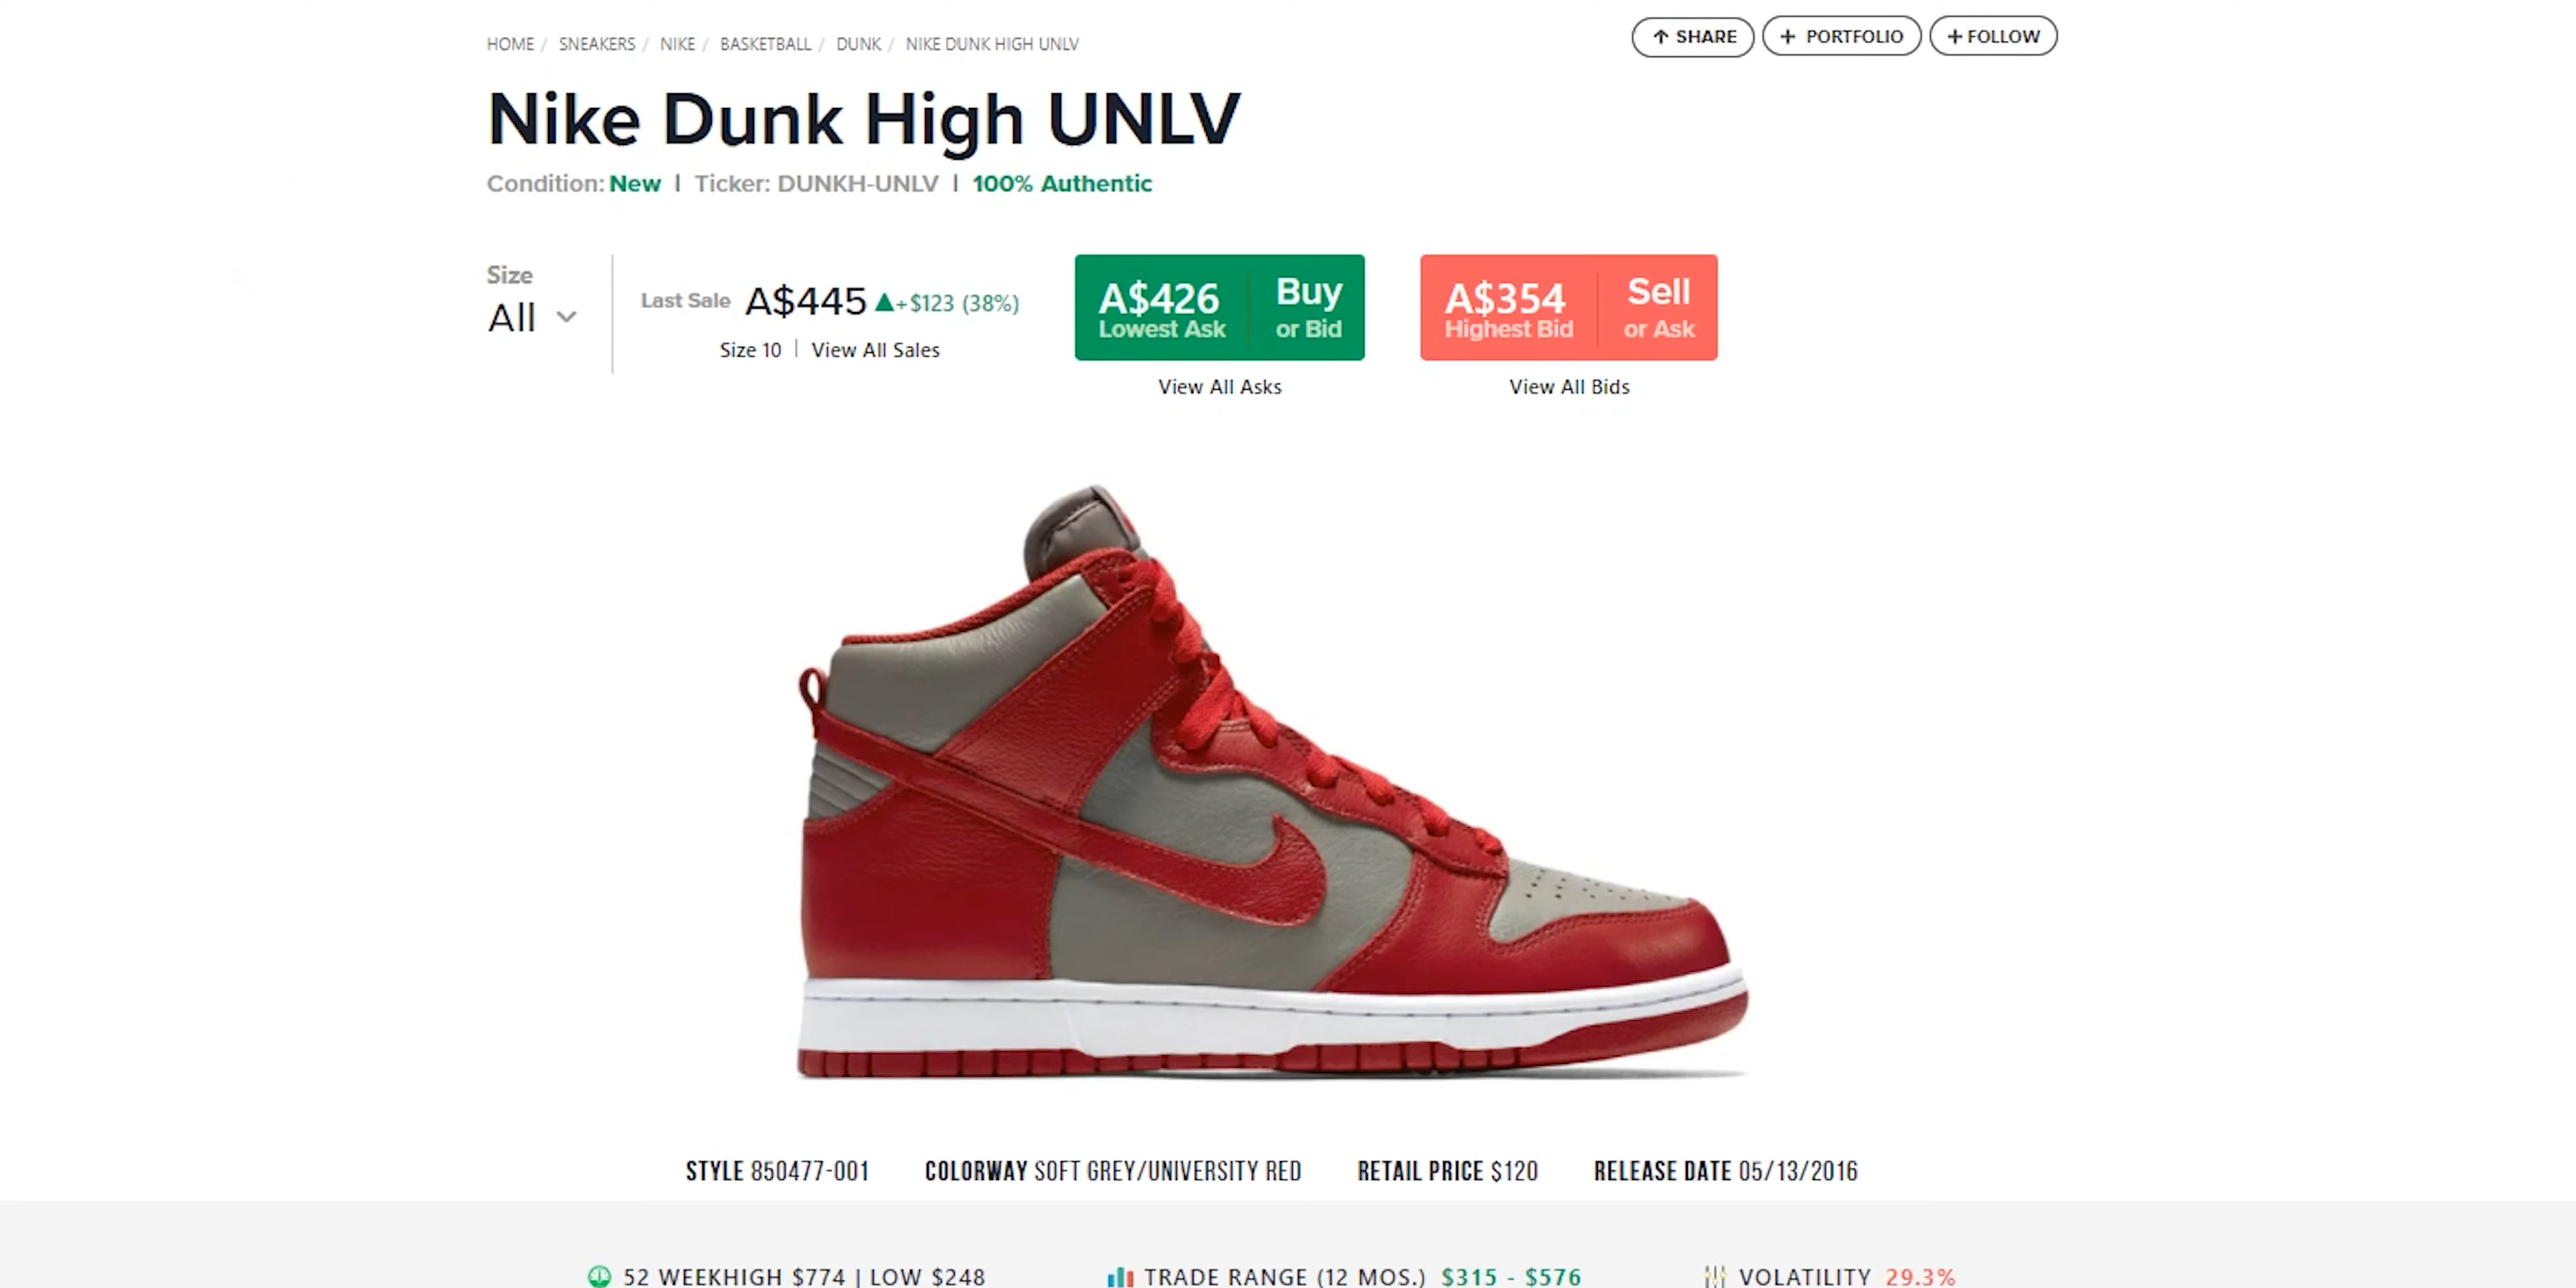 HOME / SNEAKERS / NIKE / BASKETBALL / DUNK / NIKE DUNK HIGH UNLV
SHARE
+ PORTFOLIO
+ FOLLOW
Nike Dunk High UNLV
Condition: New | Ticker: DUNKH-UNLV | 100% Authentic
Size
All
Last Sale A$445 ▲+$123 (38%)
Size 10 | View All Sales
A$426
Lowest Ask
Buy
or Bid
View All Asks
A$354
Highest Bid
Sell
or Ask
View All Bids
STYLE 850477-001 COLORWAY SOFT GREY/UNIVERSITY RED RETAIL PRICE $120 RELEASE DATE 05/13/2016
52 WEEKHIGH $774 | LOW $248 TRADE RANGE (12 MOS.) $315 - $576 VOLATILITY 29.3%